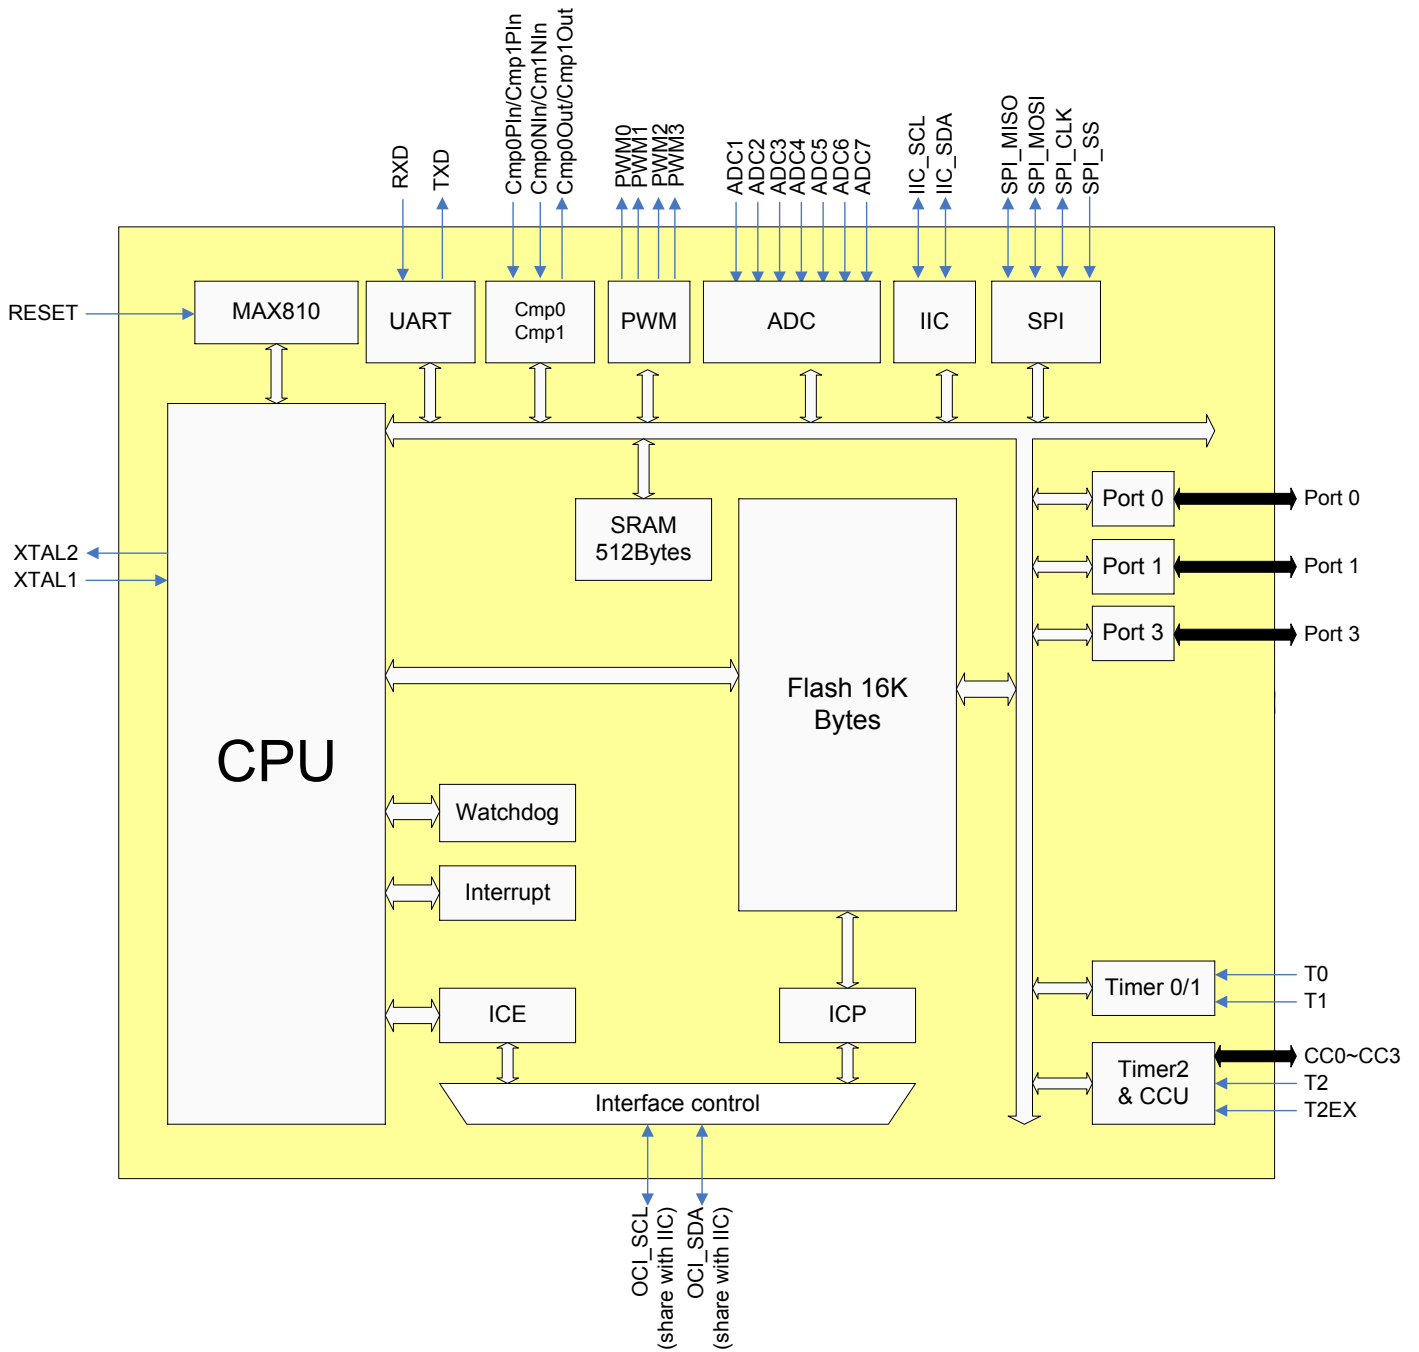 Cmp0PIn/Cmp1PIn
Cmp0NIn/Cm1NIn
Cmp0Out/Cmp1Out
RXD
TXD
PWM0
PWM1
PWM2
PWM3
ADC1
ADC2
ADC3
ADC4
ADC5
ADC6
ADC7
IIC_SCL
IIC_SDA
SPI_MISO
SPI_MOSI
SPI_CLK
SPI_SS
RESET
MAX810
UART
Cmp0
Cmp1
PWM
ADC
IIC
SPI
SRAM
512Bytes
Port 0
Port 0
XTAL2
XTAL1
Port 1
Port 1
Port 3
Port 3
Flash 16K
Bytes
CPU
Watchdog
Interrupt
ICE
ICP
Timer 0/1
T0
T1
Timer2
& CCU
CC0~CC3
T2
T2EX
Interface control
OCI_SCL
(share with IIC)
OCI_SDA
(share with IIC)